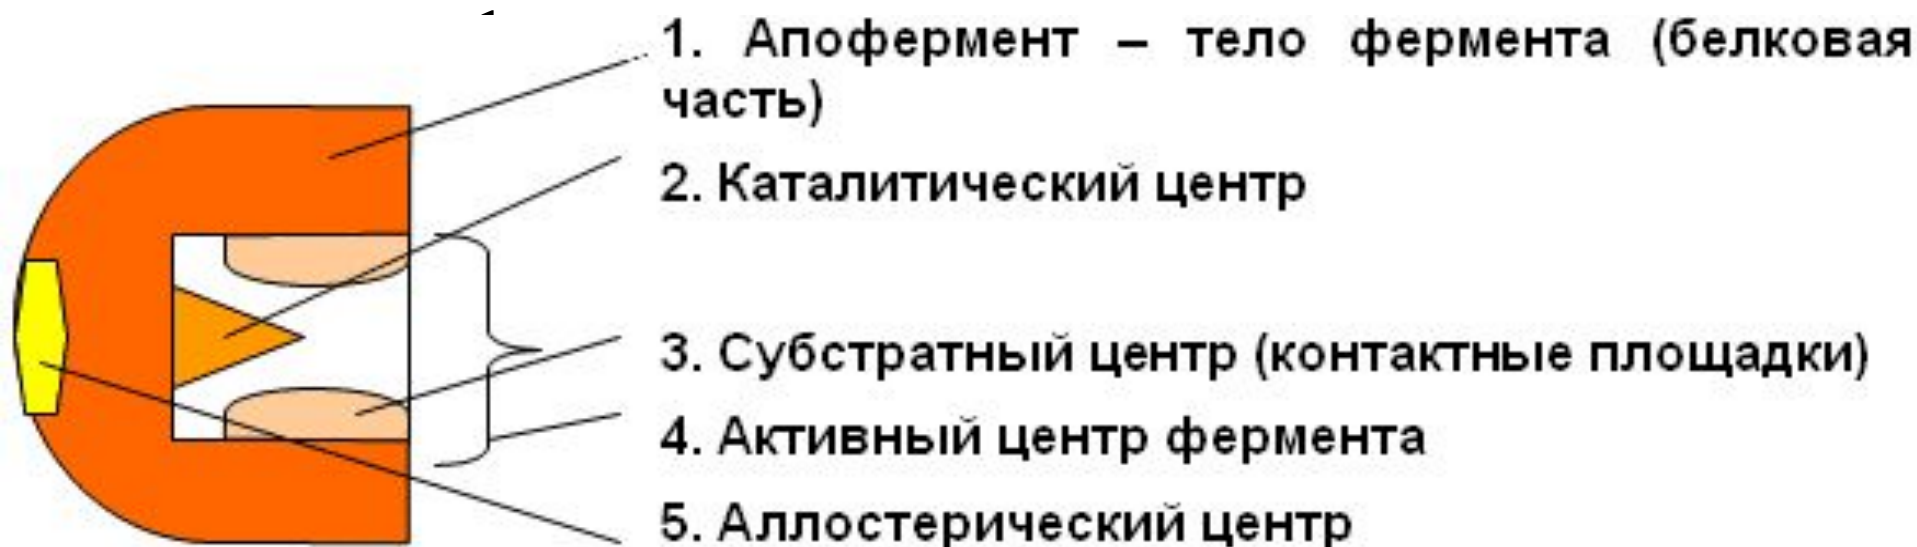 1. Апофермент – тело фермента (белковая
часть)
2. Каталитический центр
3. Субстратный центр (контактные площадки)
4. Активный центр фермента
5. Аллостерический центр